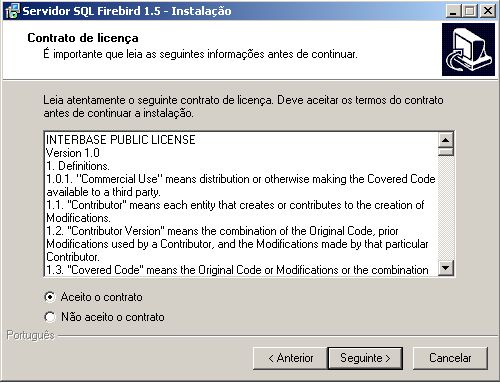 Servidor SQL Firebird 1.5 - Instalação
Contrato de licença
É importante que leia as seguintes informações antes de continuar.
Leia atentamente o seguinte contrato de licença. Deve aceitar os termos do contrato
antes de continuar a instalação.
INTERBASE PUBLIC LICENSE
Version 1.0
1. Definitions.
1.0.1. "Commercial Use" means distribution or otherwise making the Covered Code
available to a third party.
1.1. "Contributor" means each entity that creates or contributes to the creation of
Modifications.
1.2. "Contributor Version" means the combination of the Original Code, prior
Modifications used by a Contributor, and the Modifications made by that particular
Contributor.
1.3. "Covered Code" means the Original Code or Modifications or the combination
Aceito o contrato
Não aceito o contrato
Português
< Anterior
Seguinte >
Cancelar